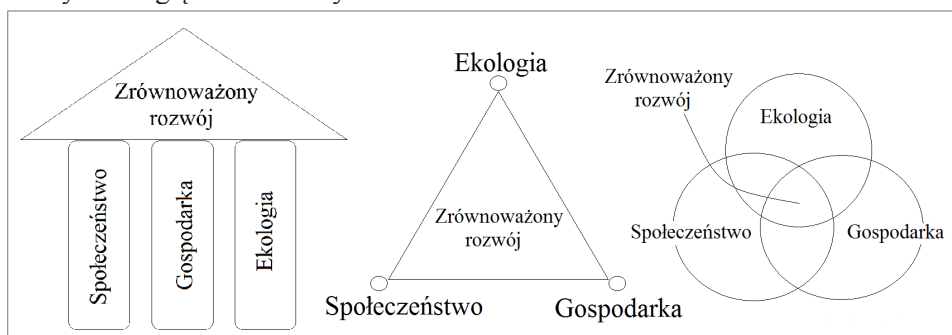 Zrównoważony
rozwój
Społeczeństwo
Gospodarka
Ekologia
Ekologia
Zrównoważony
rozwój
Społeczeństwo
Gospodarka
Zrównoważony
rozwój
Ekologia
Społeczeństwo
Gospodarka